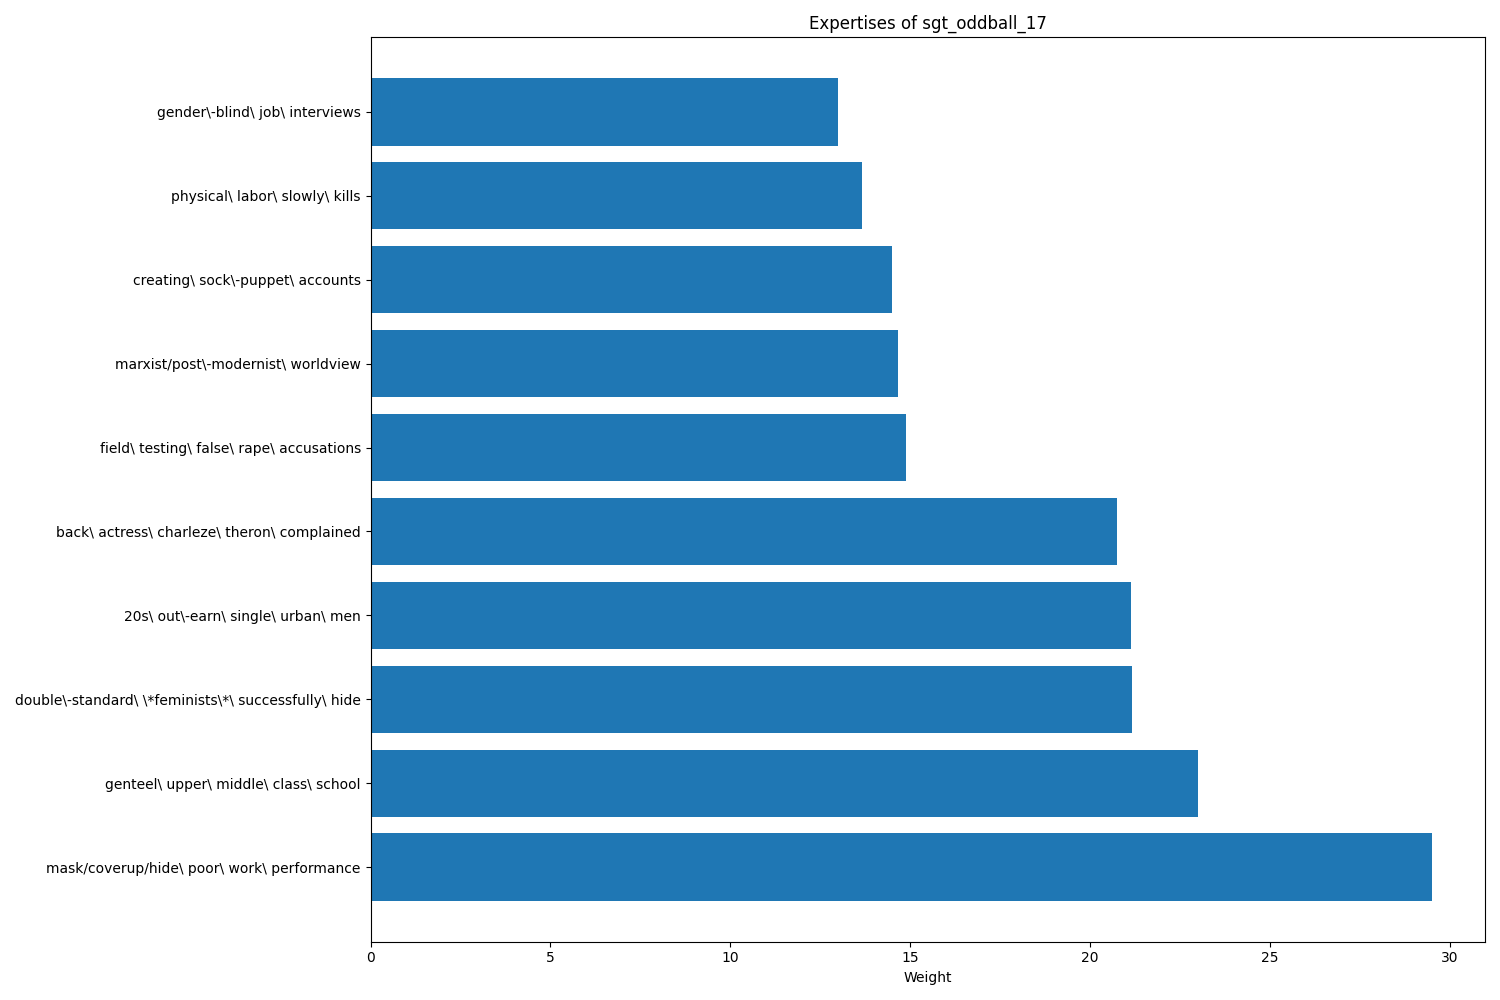 Expertises of sgt_oddball_17
gender\-blind\ job\ interviews
physical\ labor\ slowly\ kills
creating\ sock\-puppet\ accounts
marxist/post\-modernist\ worldview
field\ testing\ false\ rape\ accusations
back\ actress\ charleze\ theron\ complained
20s\ out\-earn\ single\ urban\ men
double\-standard\ \*feminists\*\ successfully\ hide
genteel\ upper\ middle\ class\ school
mask/coverup/hide\ poor\ work\ performance
0 5 10 15 20 25 30
Weight